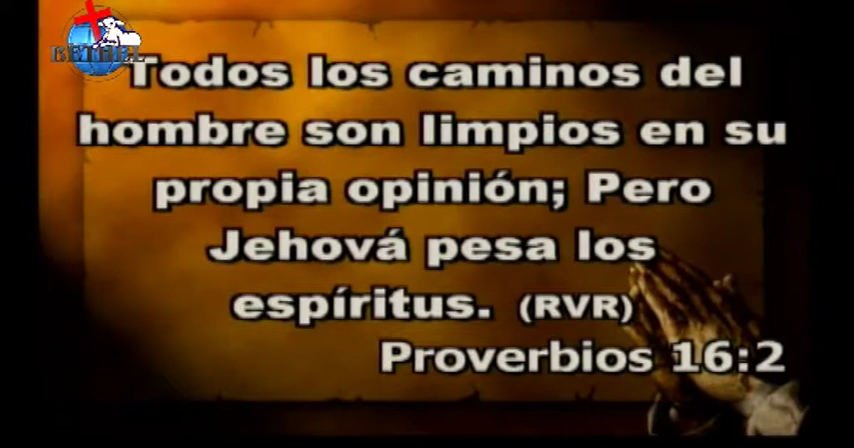 BETHEL
Todos los caminos del
hombre son limpios en su
propia opinión; Pero
Jehová pesa los
espíritus. (RVR)
Proverbios 16:2